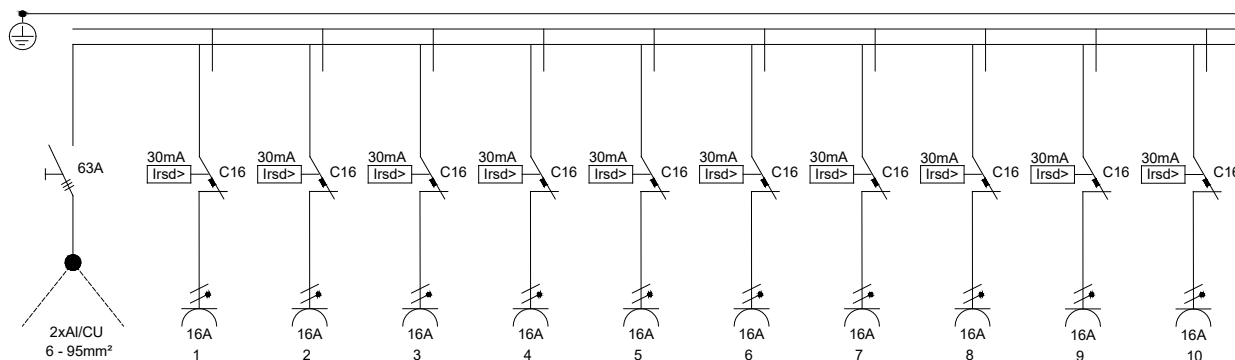 63A
2xAl/CU
6 - 95mm²
30mA
Irsd>
C16
16A
1
30mA
Irsd>
C16
16A
2
30mA
Irsd>
C16
16A
3
30mA
Irsd>
C16
16A
4
30mA
Irsd>
C16
16A
5
30mA
Irsd>
C16
16A
6
30mA
Irsd>
C16
16A
7
30mA
Irsd>
C16
16A
8
30mA
Irsd>
C16
16A
9
30mA
Irsd>
C16
16A
10